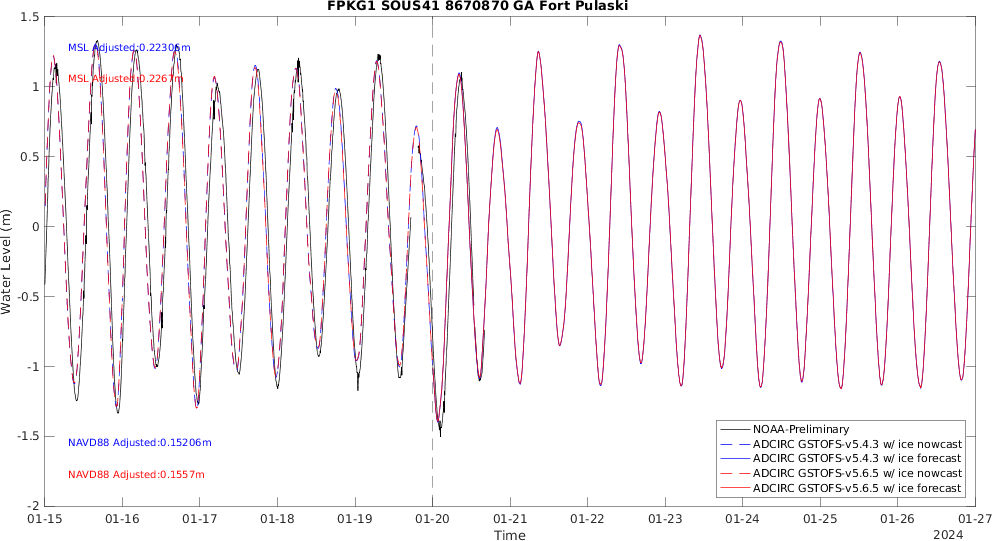 FPKG1 SOUS41 8670870 GA Fort Pulaski
1.5
1
0.5
0
-0.5
-1
-1.5
-2
Water Level (m)
MSL Adjusted:0.22306m
MSL Adjusted:0.2267m
NAVD88 Adjusted:0.15206m
NAVD88 Adjusted:0.1557m
NOAA-Preliminary
ADCIRC GSTOFS-v5.4.3 w/ ice nowcast
ADCIRC GSTOFS-v5.4.3 w/ ice forecast
ADCIRC GSTOFS-v5.6.5 w/ ice nowcast
ADCIRC GSTOFS-v5.6.5 w/ ice forecast
01-15 01-16 01-17 01-18 01-19 01-20 01-21 01-22 01-23 01-24 01-25 01-26 01-27
Time
2024